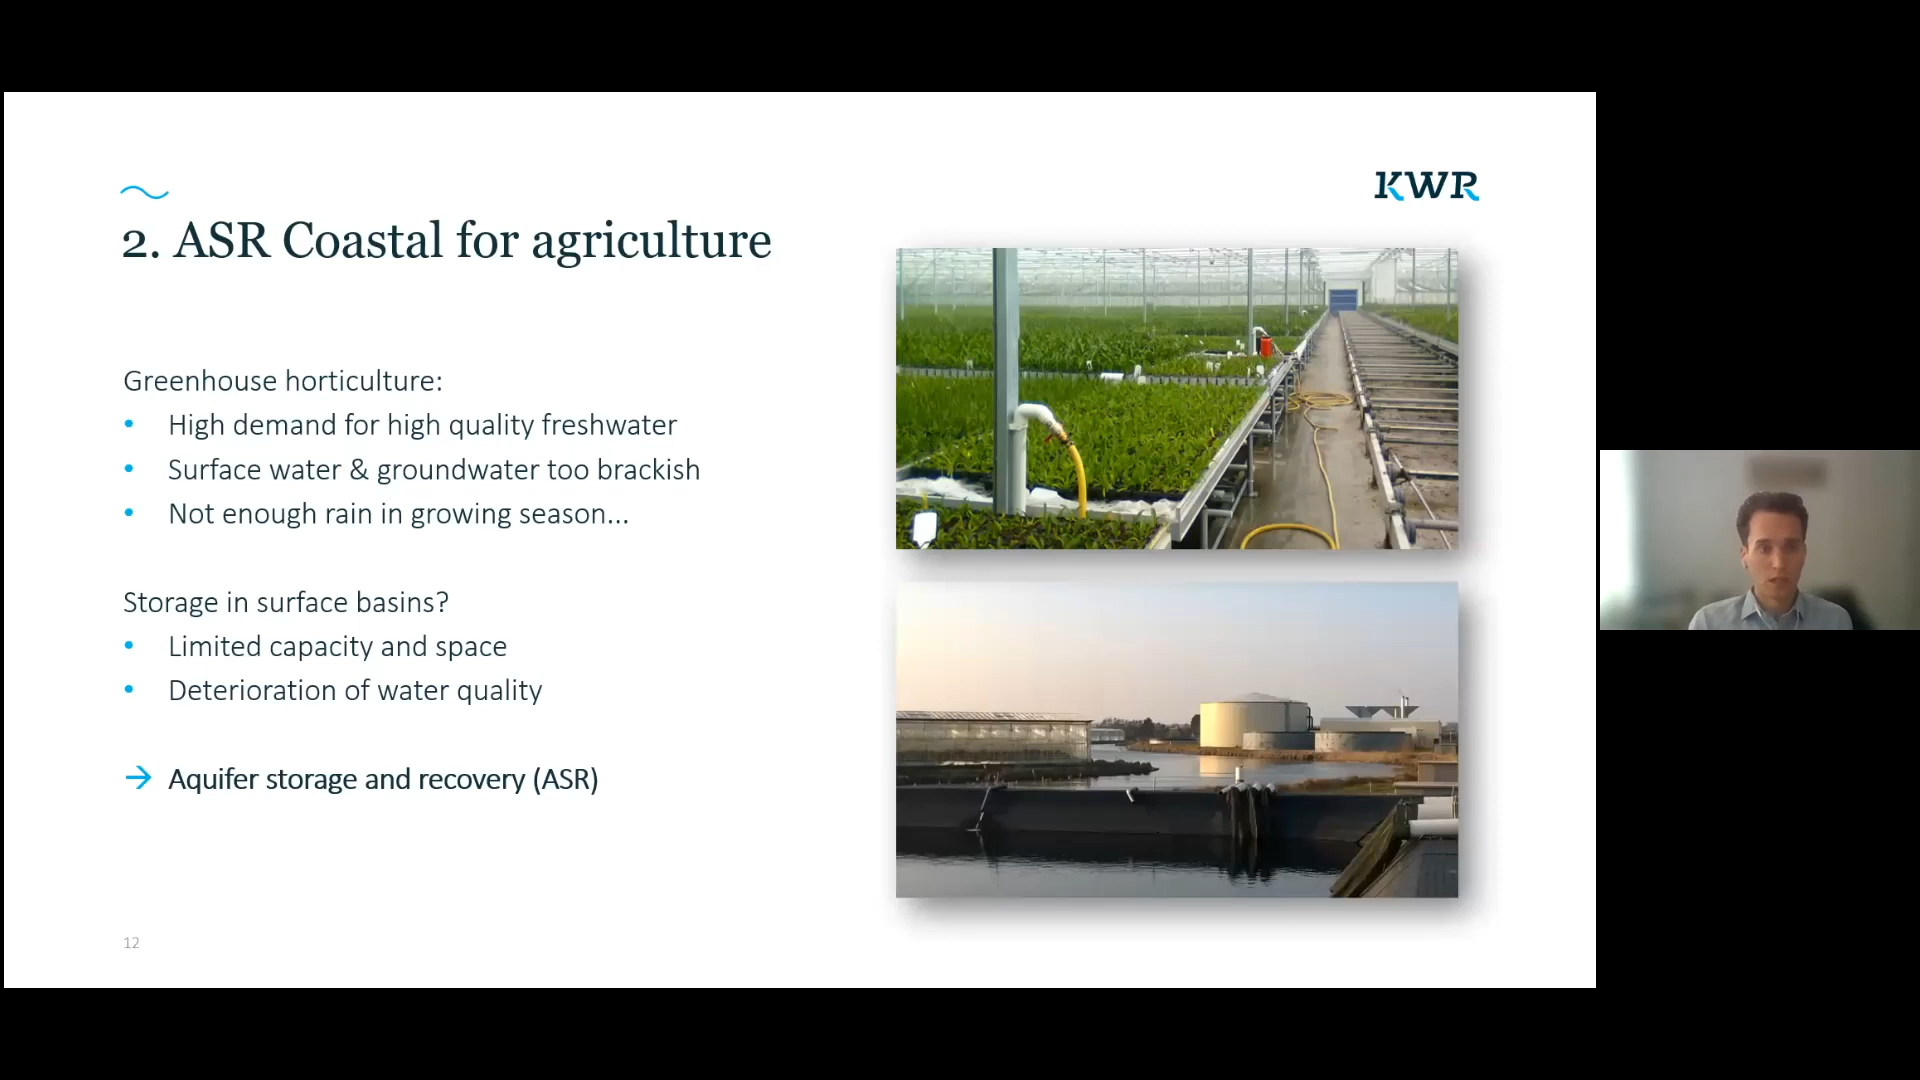 KWR
2. ASR Coastal for agriculture
Greenhouse horticulture:
• High demand for high quality freshwater
• Surface water & groundwater too brackish
• Not enough rain in growing season...
Storage in surface basins?
• Limited capacity and space
• Deterioration of water quality
→ Aquifer storage and recovery (ASR)
12